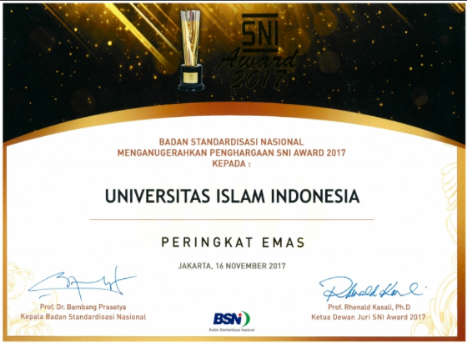 SNI
Award
2017
BADAN STANDARDISASI NASIONAL
MENGANUGERAHKAN PENGHARGAAN SNI AWARD 2017
KEPADA :
UNIVERSITAS ISLAM INDONESIA
PERINGKAT EMAS
JAKARTA, 16 NOVEMBER 2017
Prof. Dr. Bambang Prasetya
Kepala Badan Standardisasi Nasional
BSN
Badan Standardisasi Nasional
Prof. Rhenald Kasali, Ph.D
Ketua Dewan Juri SNI Award 2017